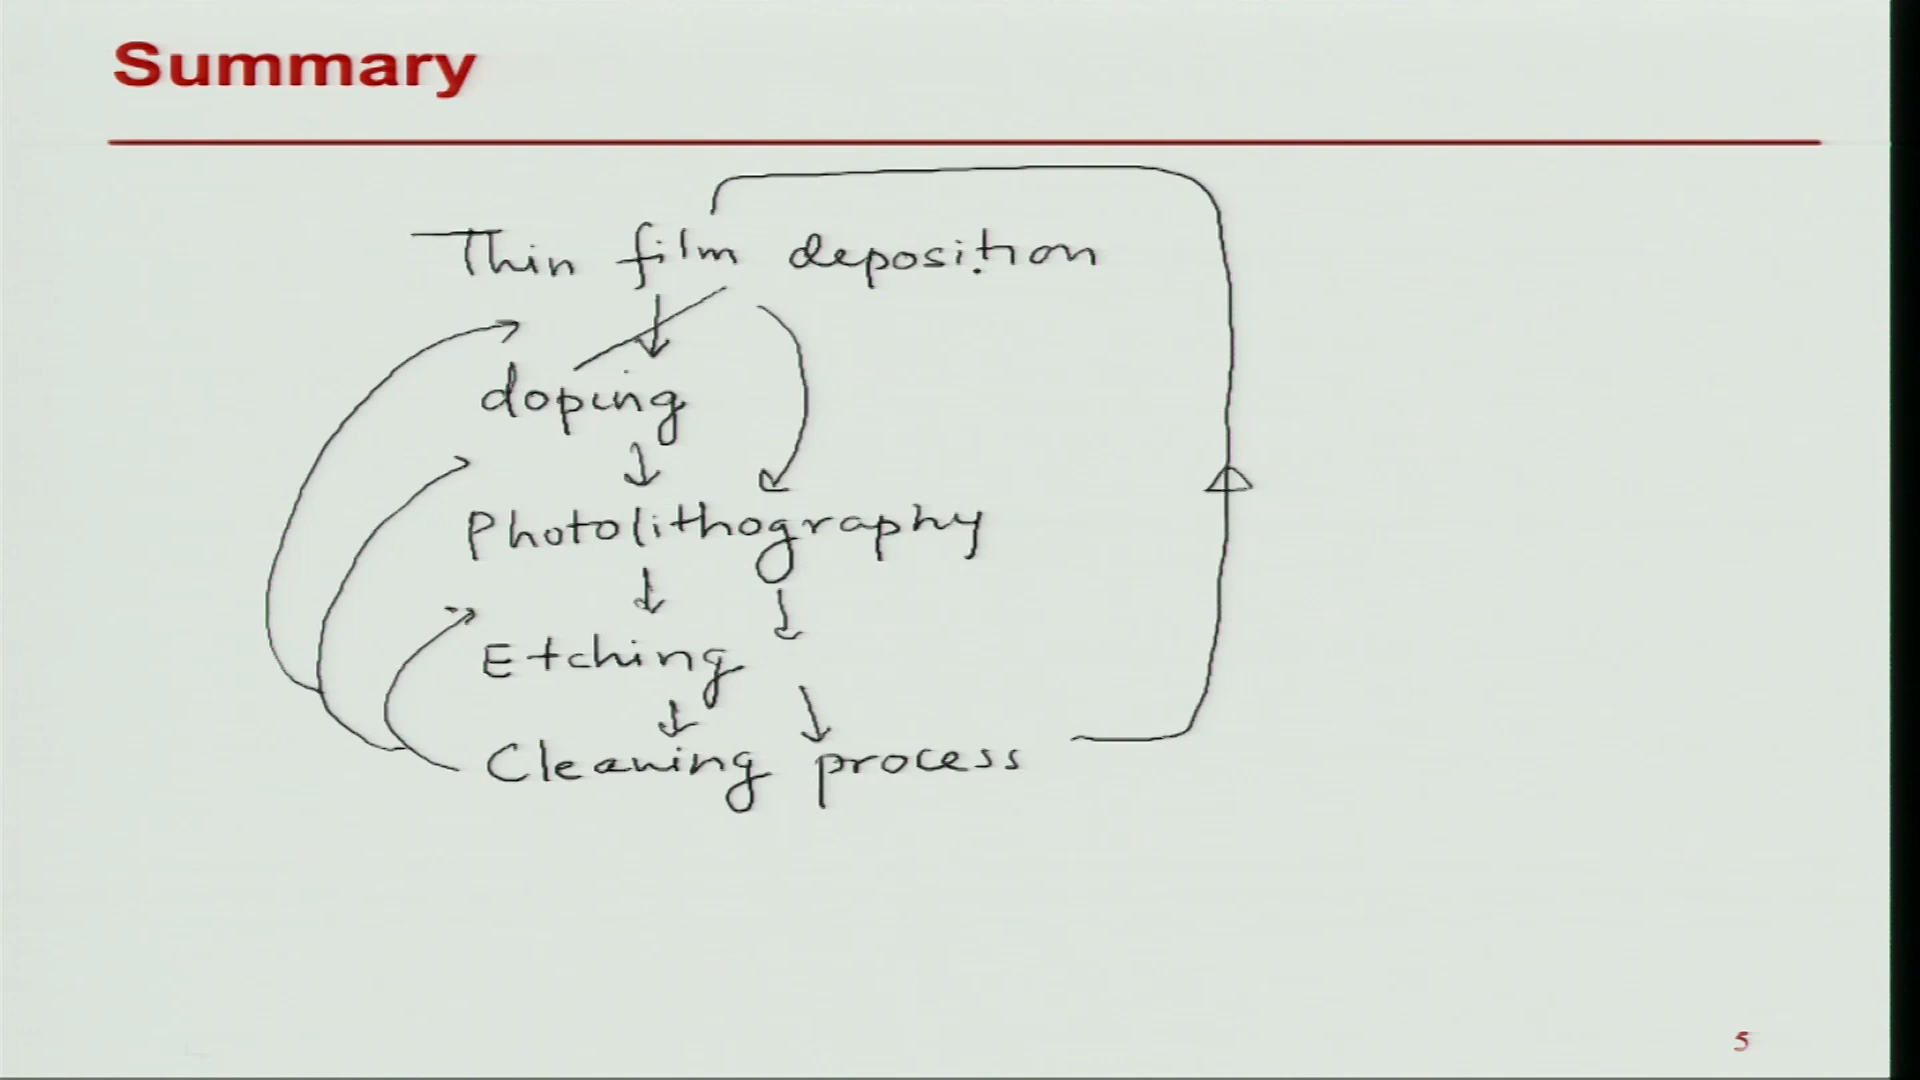 Summary
Thin film deposition
doping
Photolithography
Etching
Cleaning process
5